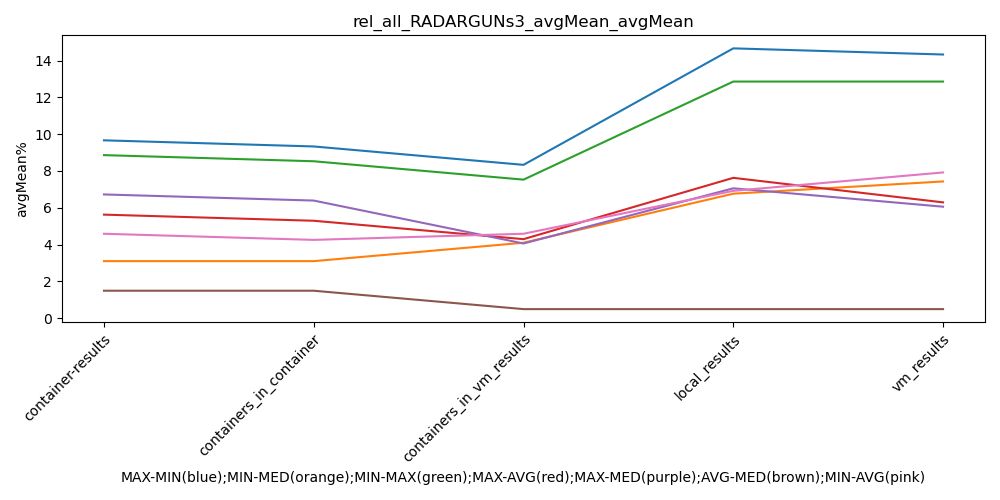 rel_all_RADARGUNs3_avgMean_avgMean
avgMean%
14
12
10
8
6
4
2
0
container-results
containers_in_container
containers_in_vm_results
local_results
vm_results
MAX-MIN(blue);MIN-MED(orange);MIN-MAX(green);MAX-AVG(red);MAX-MED(purple);AVG-MED(brown);MIN-AVG(pink)